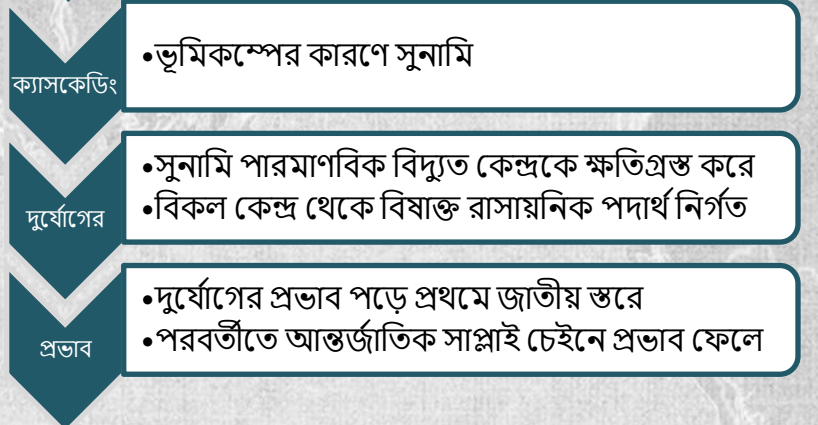 ক্যাসকেডিং
•ভূমিকম্পের কারণে সুনামি
দুর্যোগের
•সুনামি পারমাণবিক বিদ্যুত কেন্দ্রকে ক্ষতিগ্রস্ত করে
•বিকল কেন্দ্র থেকে বিষাক্ত রাসায়নিক পদার্থ নির্গত
প্রভাব
•দুর্যোগের প্রভাব পড়ে প্রথমে জাতীয় স্তরে
•পরবর্তীতে আন্তর্জাতিক সাপ্লাই চেইনে প্রভাব ফেলে